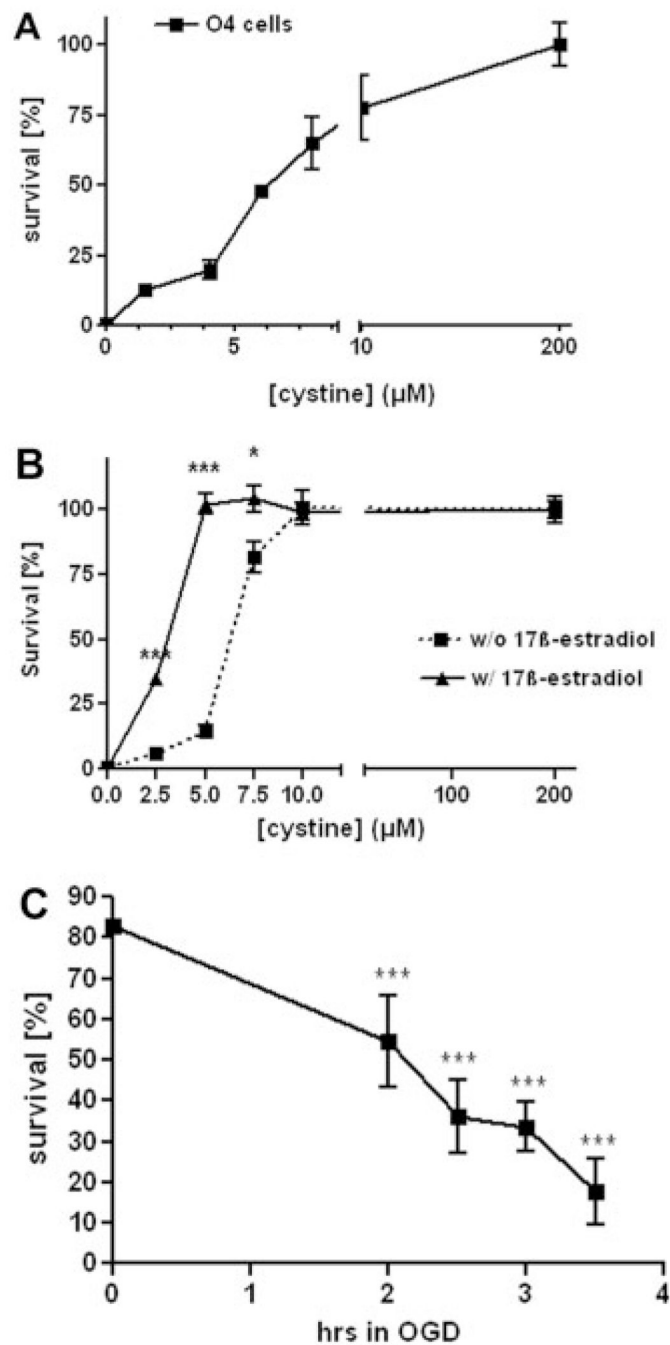 A
O4 cells
survival [%]
100
75
50
25
0
0 5 10 200
[cystine] (µM)
B
*** *
***
Survival [%]
100
75
50
25
0
w/o 17ß-estradiol
w/ 17ß-estradiol
0.0 2.5 5.0 7.5 10.0 100 200
[cystine] (µM)
C
survival [%]
90
80
70
60
50
40
30
20
10
0
***
***
***
***
0 1 2 3 4
hrs in OGD